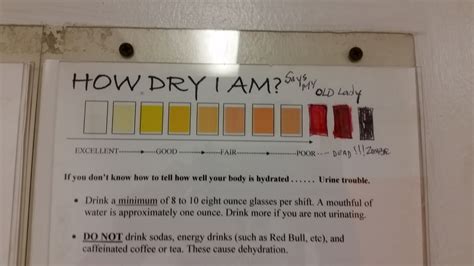 HOW DRY I AM? Says MY OLD Lady
EXCELLENT GOOD FAIR POOR DEAD!!! ZOMBIE
If you don't know how to tell how well your body is hydrated . . . . . . Urine trouble.
• Drink a minimum of 8 to 10 eight ounce glasses per shift. A mouthful of
water is approximately one ounce. Drink more if you are not urinating.
• DO NOT drink sodas, energy drinks (such as Red Bull, etc), and
caffeinated coffee or tea. These cause dehydration.